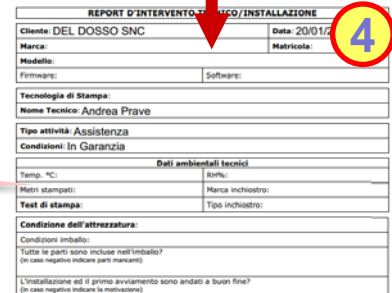 REPORT D'INTERVENTO TECNICO/INSTALLAZIONE
Cliente: DEL DOSSO SNC Data: 20/01/2
4
Marca: Matricola:
Modello:
Firmware: Software:
Tecnologia di Stampa:
Nome Tecnico: Andrea Prave
Tipo attività: Assistenza
Condizioni: In Garanzia
Dati ambientali tecnici
Temp. °C: RH%:
Metri stampati: Marca inchiostro:
Test di stampa: Tipo inchiostro:
Condizione dell'attrezzatura:
Condizioni imballo:
Tutte le parti sono incluse nell'imballo?
(in caso negativo indicare parti mancanti)
L'installazione ed il primo avviamento sono andati a buon fine?
(in caso negativo indicare la motivazione)